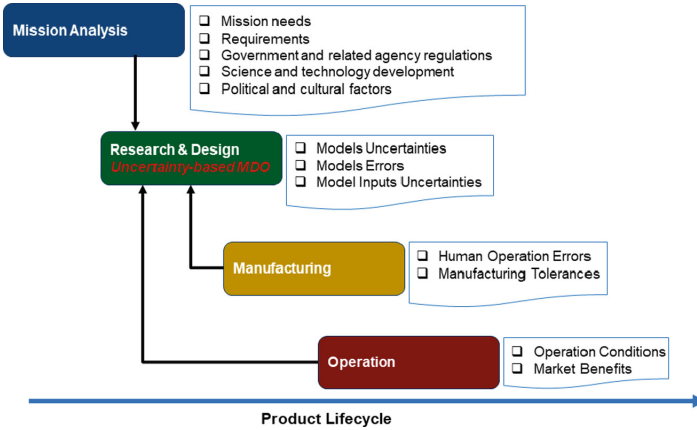 Mission Analysis
❑ Mission needs
❑ Requirements
❑ Government and related agency regulations
❑ Science and technology development
❑ Political and cultural factors
Research & Design
Uncertainty-based MDO
❑ Models Uncertainties
❑ Models Errors
❑ Model Inputs Uncertainties
Manufacturing
❑ Human Operation Errors
❑ Manufacturing Tolerances
Operation
❑ Operation Conditions
❑ Market Benefits
Product Lifecycle